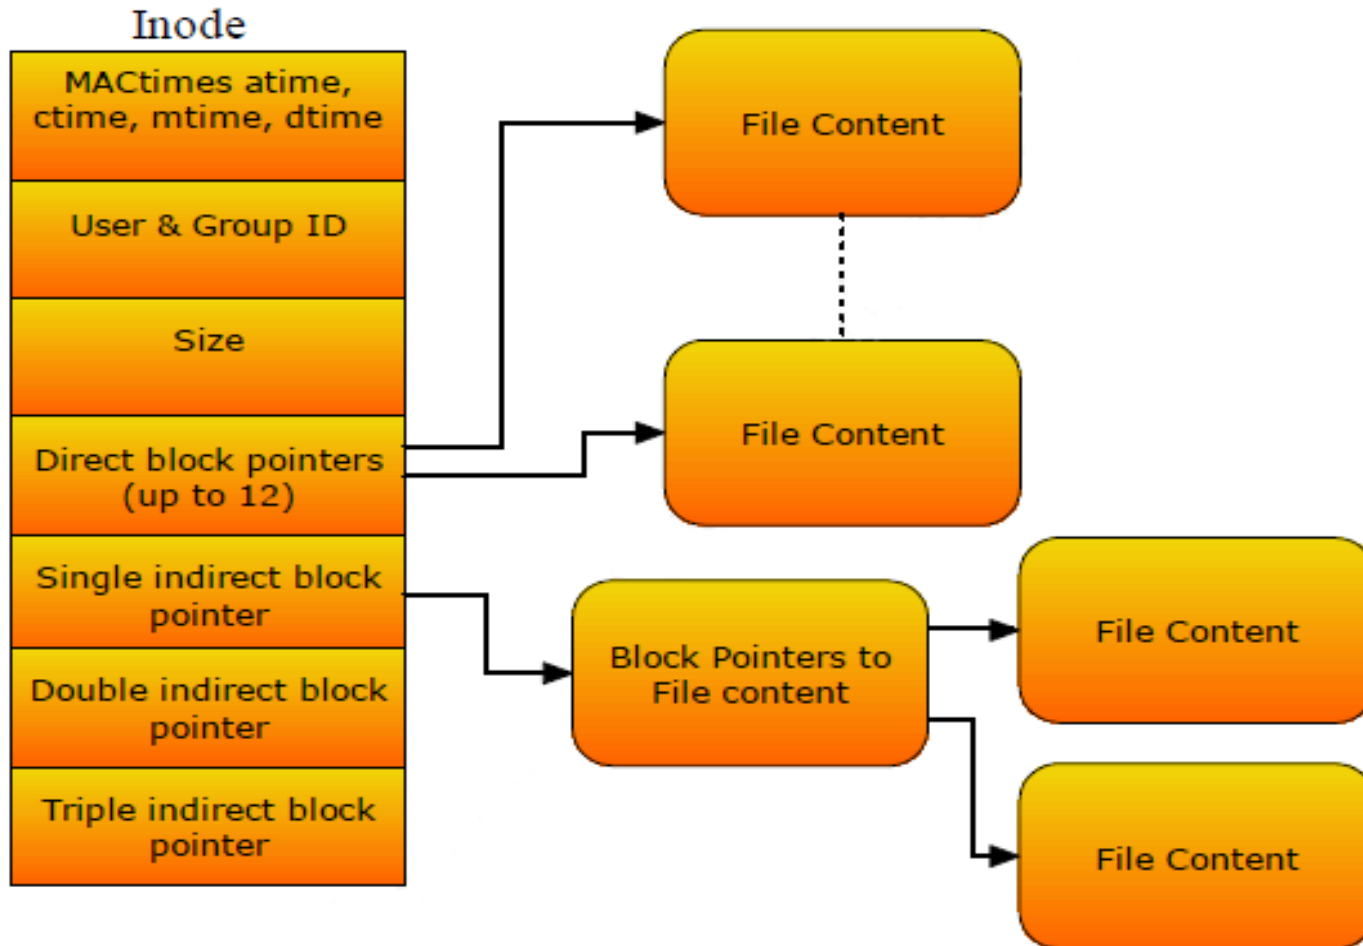 Inode
MACtimes atime,
ctime, mtime, dtime
User & Group ID
Size
Direct block pointers
(up to 12)
Single indirect block
pointer
Double indirect block
pointer
Triple indirect block
pointer
File Content
File Content
Block Pointers to
File content
File Content
File Content